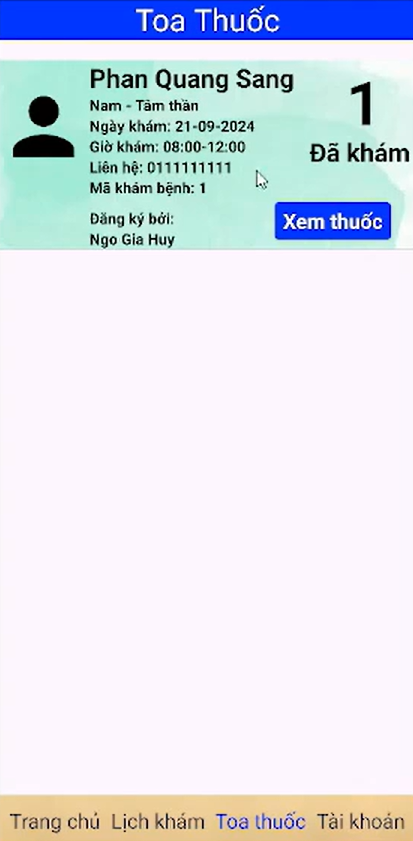 Toa Thuốc
Phan Quang Sang
Nam - Tâm thần
Ngày khám: 21-09-2024
Giờ khám: 08:00-12:00
Liên hệ: 0111111111
Mã khám bệnh: 1
Đăng ký bởi:
Ngo Gia Huy
1
Đã khám
Xem thuốc
Trang chủ Lịch khám Toa thuốc Tài khoản